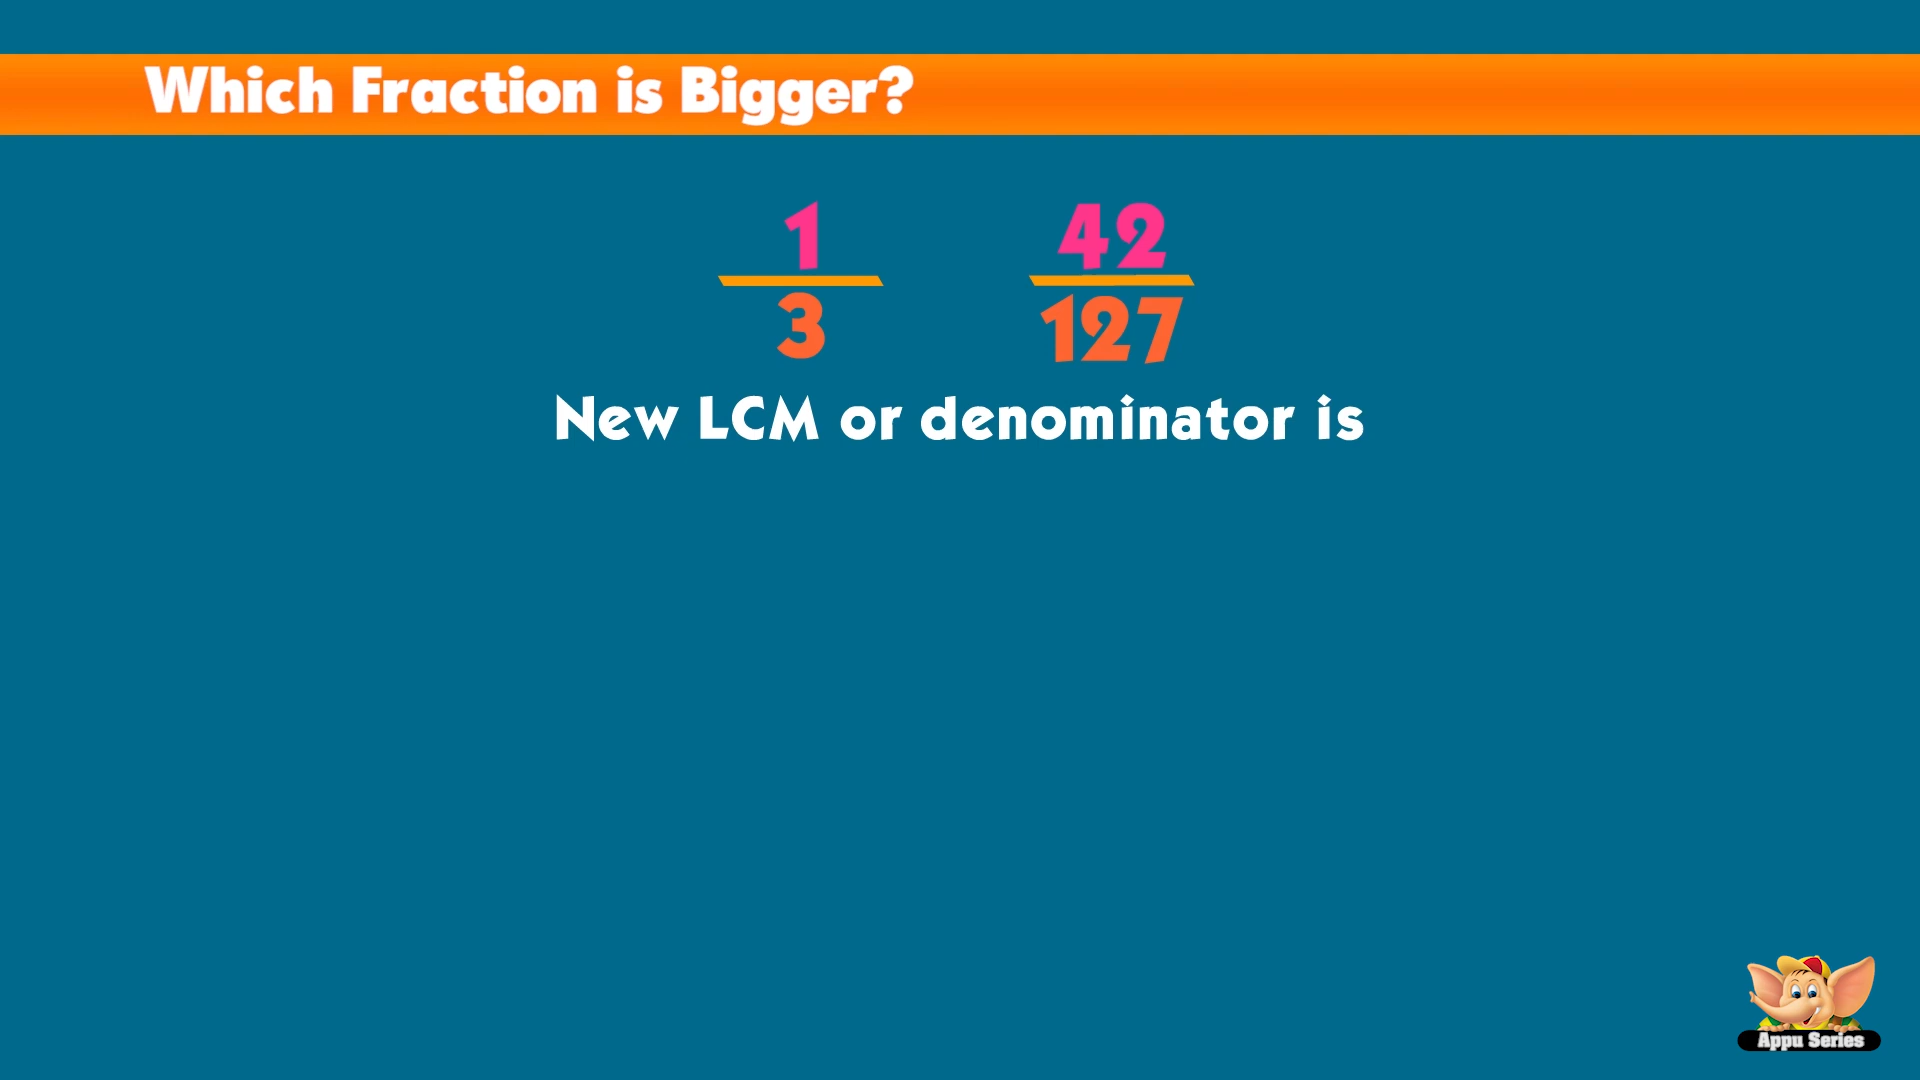 Which Fraction is Bigger?
1 42
3 127
New LCM or denominator is
Appu Series